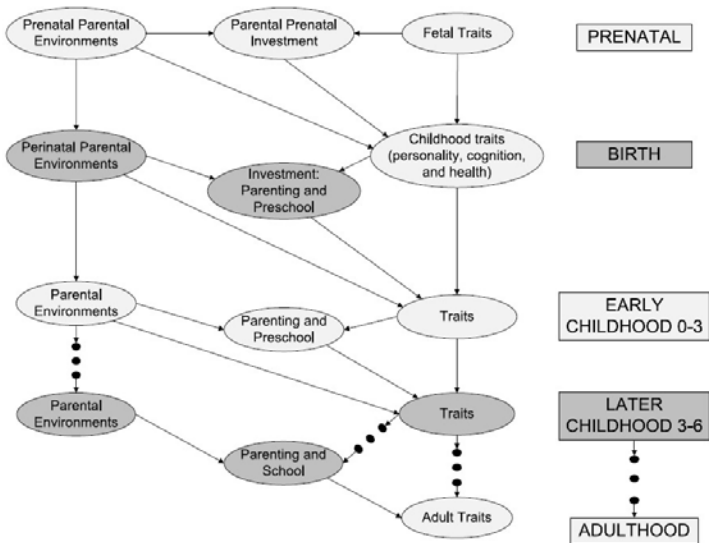 Prenatal Parental
Environments
Parental Prenatal
Investment
Fetal Traits
PRENATAL
Perinatal Parental
Environments
Investment:
Parenting and
Preschool
Childhood traits
(personality, cognition,
and health)
BIRTH
Parental
Environments
Parenting and
Preschool
Traits
EARLY
CHILDHOOD 0-3
Parental
Environments
Parenting and
School
Traits
LATER
CHILDHOOD 3-6
Adult Traits
ADULTHOOD